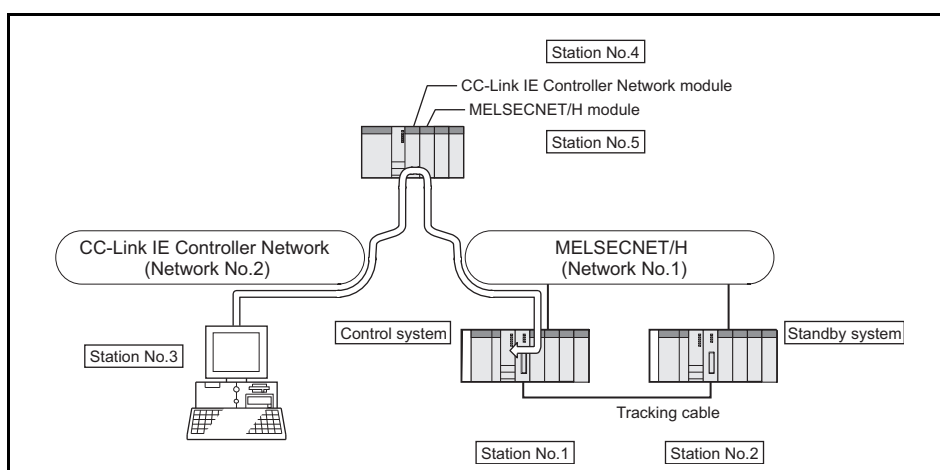 Station No.4
CC-Link IE Controller Network module
MELSECNET/H module
Station No.5
CC-Link IE Controller Network
(Network No.2)
MELSECNET/H
(Network No.1)
Control system
Standby system
Station No.3
Tracking cable
Station No.1
Station No.2